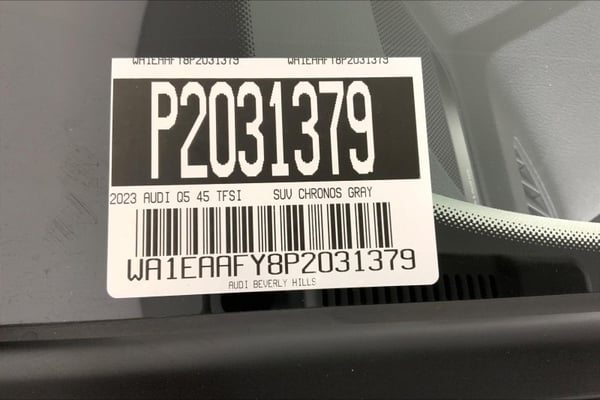 WA1EAAFY8P2031379 WA1EAAFY8P2031379
P2031379
2023 AUDI Q5 45 TFSI SUV CHRONOS GRAY
WA1EAAFY8P2031379
AUDI BEVERLY HILLS